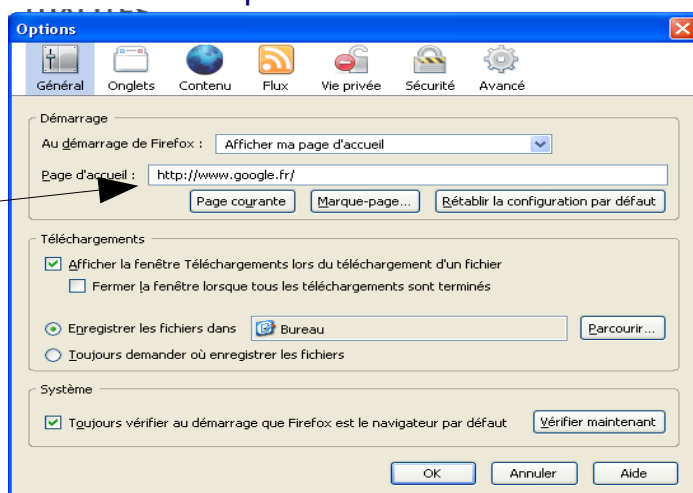 Options
Général Onglets Contenu Flux Vie privée Sécurité Avancé
Démarrage
Au démarrage de Firefox : Afficher ma page d'accueil
Page d'accueil : http://www.google.fr/
Page courante Marque-page... Rétablir la configuration par défaut
Téléchargements
Afficher la fenêtre Téléchargements lors du téléchargement d'un fichier
Fermer la fenêtre lorsque tous les téléchargements sont terminés
Enregistrer les fichiers dans Bureau Parcourir...
Toujours demander où enregistrer les fichiers
Système
Toujours vérifier au démarrage que Firefox est le navigateur par défaut Vérifier maintenant
OK Annuler Aide